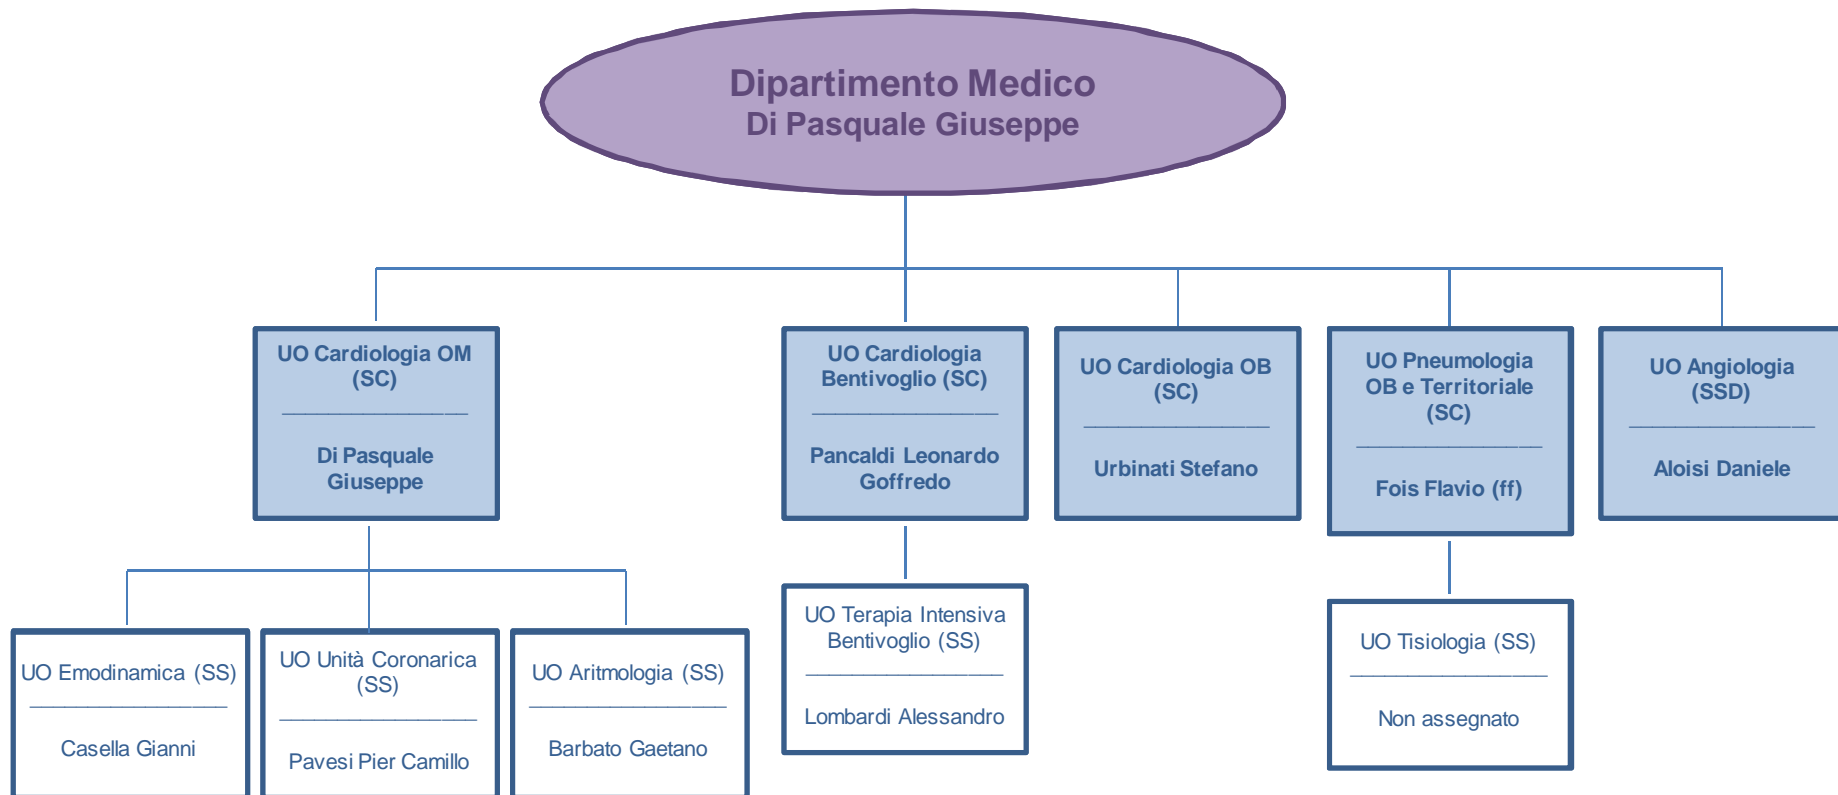 Dipartimento Medico
Di Pasquale Giuseppe
UO Cardiologia OM
(SC)
Di Pasquale
Giuseppe
UO Cardiologia
Bentivoglio (SC)
Pancaldi Leonardo
Goffredo
UO Cardiologia OB
(SC)
Urbinati Stefano
UO Pneumologia
OB e Territoriale
(SC)
Fois Flavio (ff)
UO Angiologia
(SSD)
Aloisi Daniele
UO Emodinamica (SS)
Casella Gianni
UO Unità Coronarica
(SS)
Pavesi Pier Camillo
UO Aritmologia (SS)
Barbato Gaetano
UO Terapia Intensiva
Bentivoglio (SS)
Lombardi Alessandro
UO Tisiologia (SS)
Non assegnato